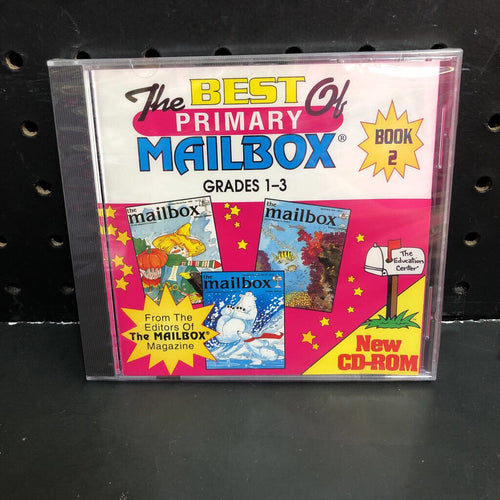 The BEST Of
PRIMARY
MAILBOX®
GRADES 1-3
BOOK
2
the mailbox
the mailbox
the mailbox
The
Education
Center®
From The
Editors Of
The MAILBOX®
Magazine
New
CD-ROM